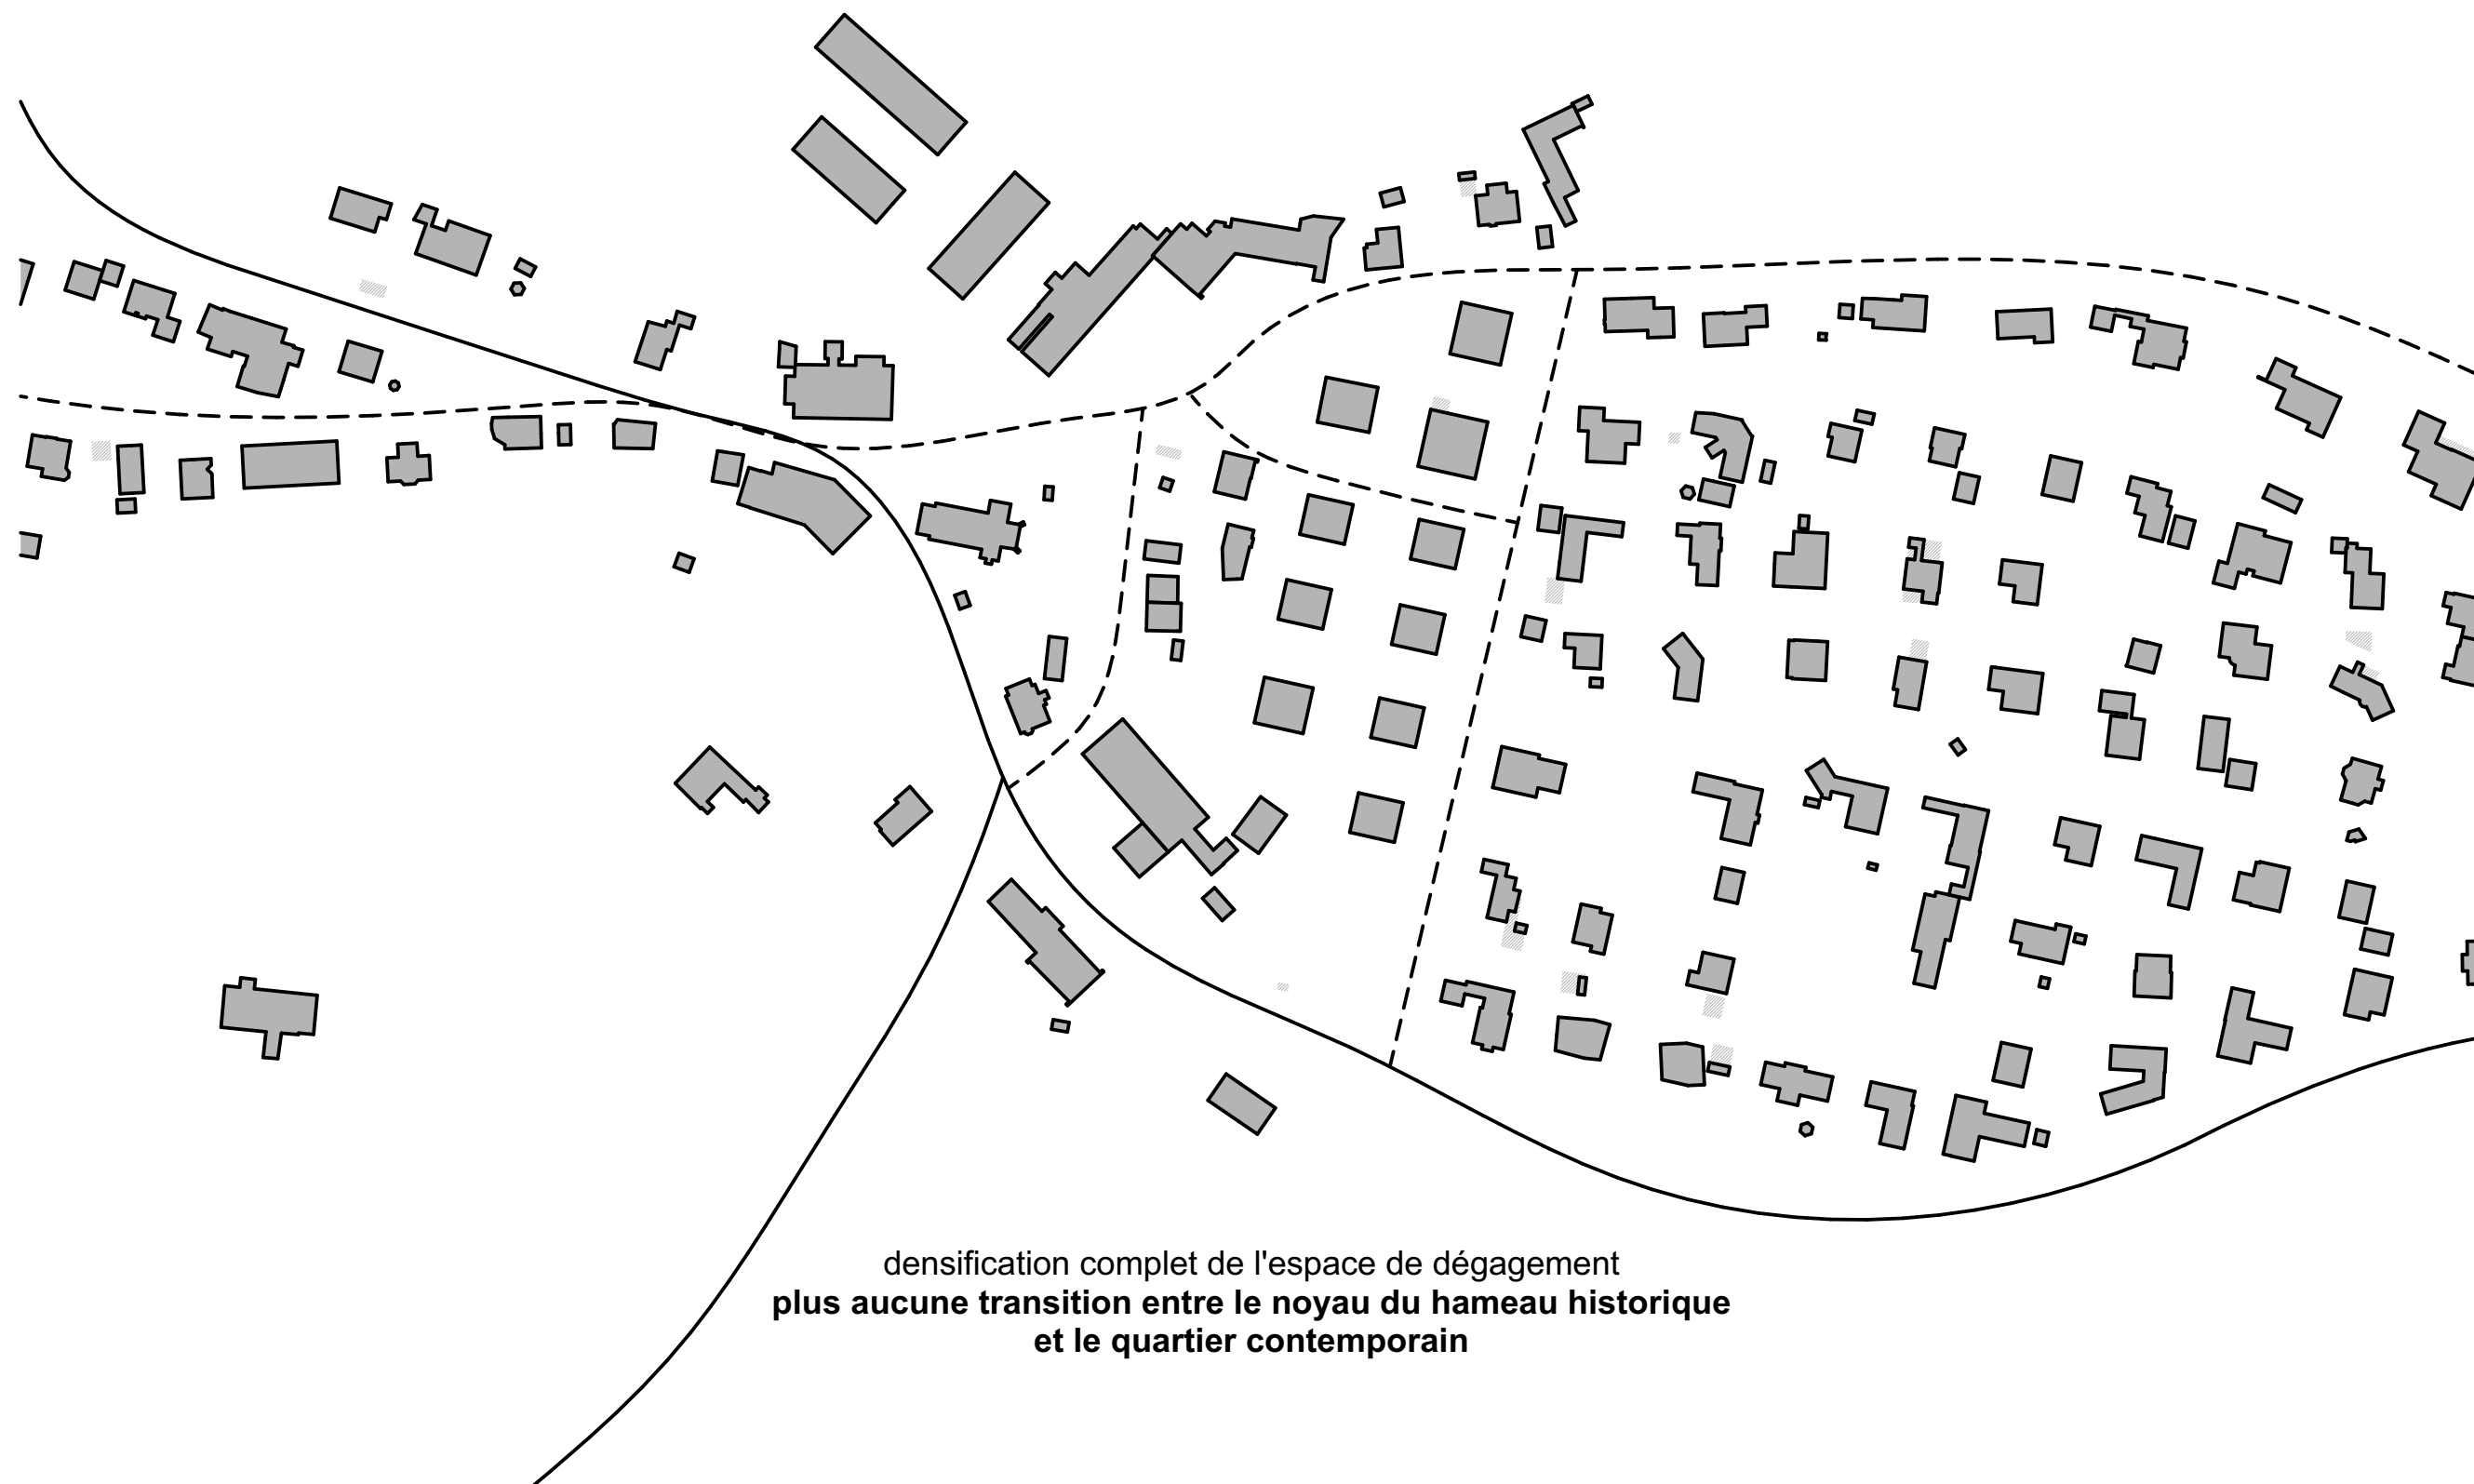 densification complet de l'espace de dégagement
plus aucune transition entre le noyau du hameau historique
et le quartier contemporain